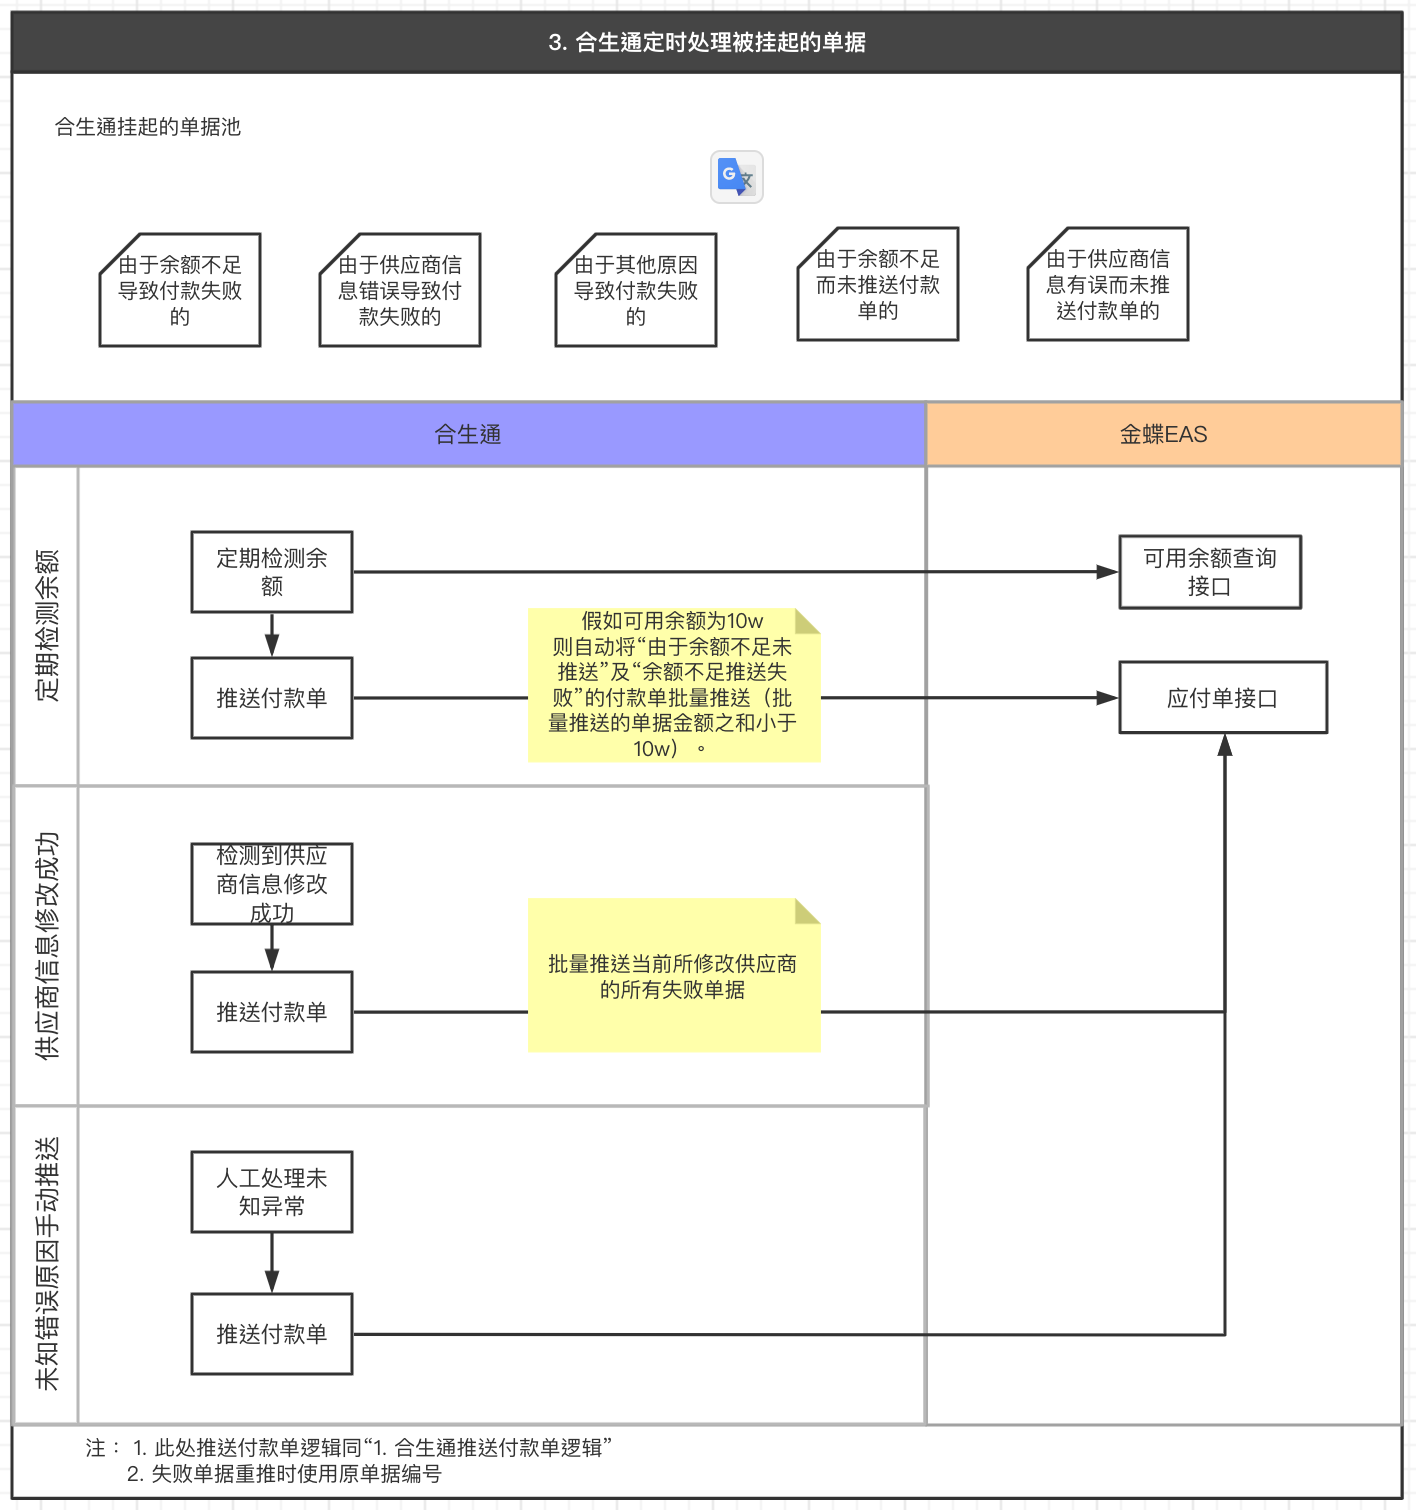 3. 合生通定时处理被挂起的单据
合生通挂起的单据池
G文
由于余额不足
导致付款失败
的
由于供应商信
息错误导致付
款失败的
由于其他原因
导致付款失败
的
由于余额不足
而未推送付款
单的
由于供应商信
息有误而未推
送付款单的
合生通
金蝶EAS
定期检测余额
定期检测余
额
可用余额查询
接口
推送付款单
假如可用余额为10w
则自动将“由于余额不足未
推送”及“余额不足推送失
败”的付款单批量推送（批
量推送的单据金额之和小于
10w）。
应付单接口
供应商信息修改成功
检测到供应
商信息修改
成功
推送付款单
批量推送当前所修改供应商
的所有失败单据
未知错误原因手动推送
人工处理未
知异常
推送付款单
注： 1. 此处推送付款单逻辑同“1. 合生通推送付款单逻辑”
2. 失败单据重推时使用原单据编号